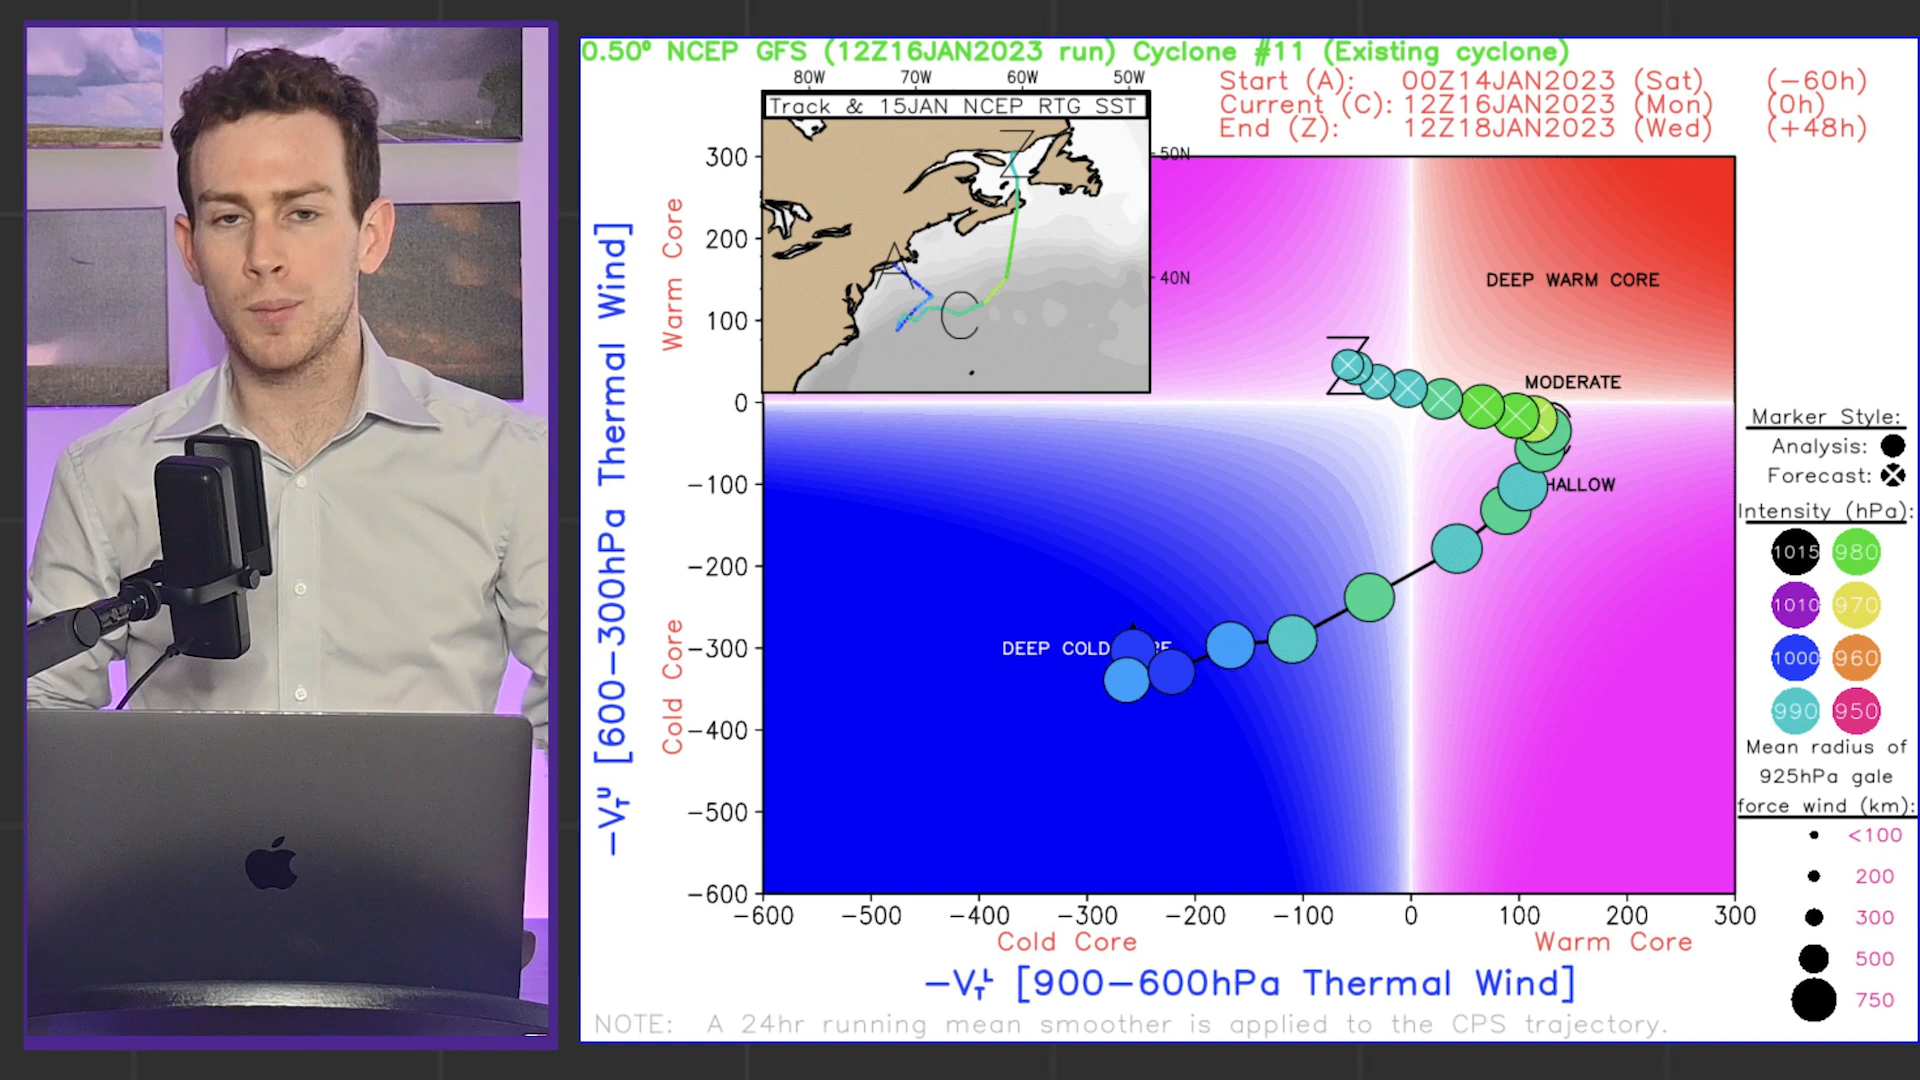 0.50° NCEP GFS (12Z16JAN2023 run) Cyclone #11 (Existing cyclone)
Start (A): 00Z14JAN2023 (Sat) (−60h)
Current (C): 12Z16JAN2023 (Mon) (0h)
End (Z): 12Z18JAN2023 (Wed) (+48h)
80W 70W 60W 50W
Track & 15JAN NCEP RTG SST
50N
40N
Z
A
C
−V_T^U [600−300hPa Thermal Wind]
Warm Core
Cold Core
300
200
100
0
−100
−200
−300
−400
−500
−600
DEEP WARM CORE
Z
MODERATE
HALLOW
DEEP COLD
RE
−600 −500 −400 −300 −200 −100 0 100 200 300
Cold Core Warm Core
−V_T^L [900−600hPa Thermal Wind]
NOTE: A 24hr running mean smoother is applied to the CPS trajectory.
Marker Style:
Analysis:
Forecast:
Intensity (hPa):
1015 980
1010 970
1000 960
990 950
Mean radius of
925hPa gale
force wind (km):
<100
200
300
500
750